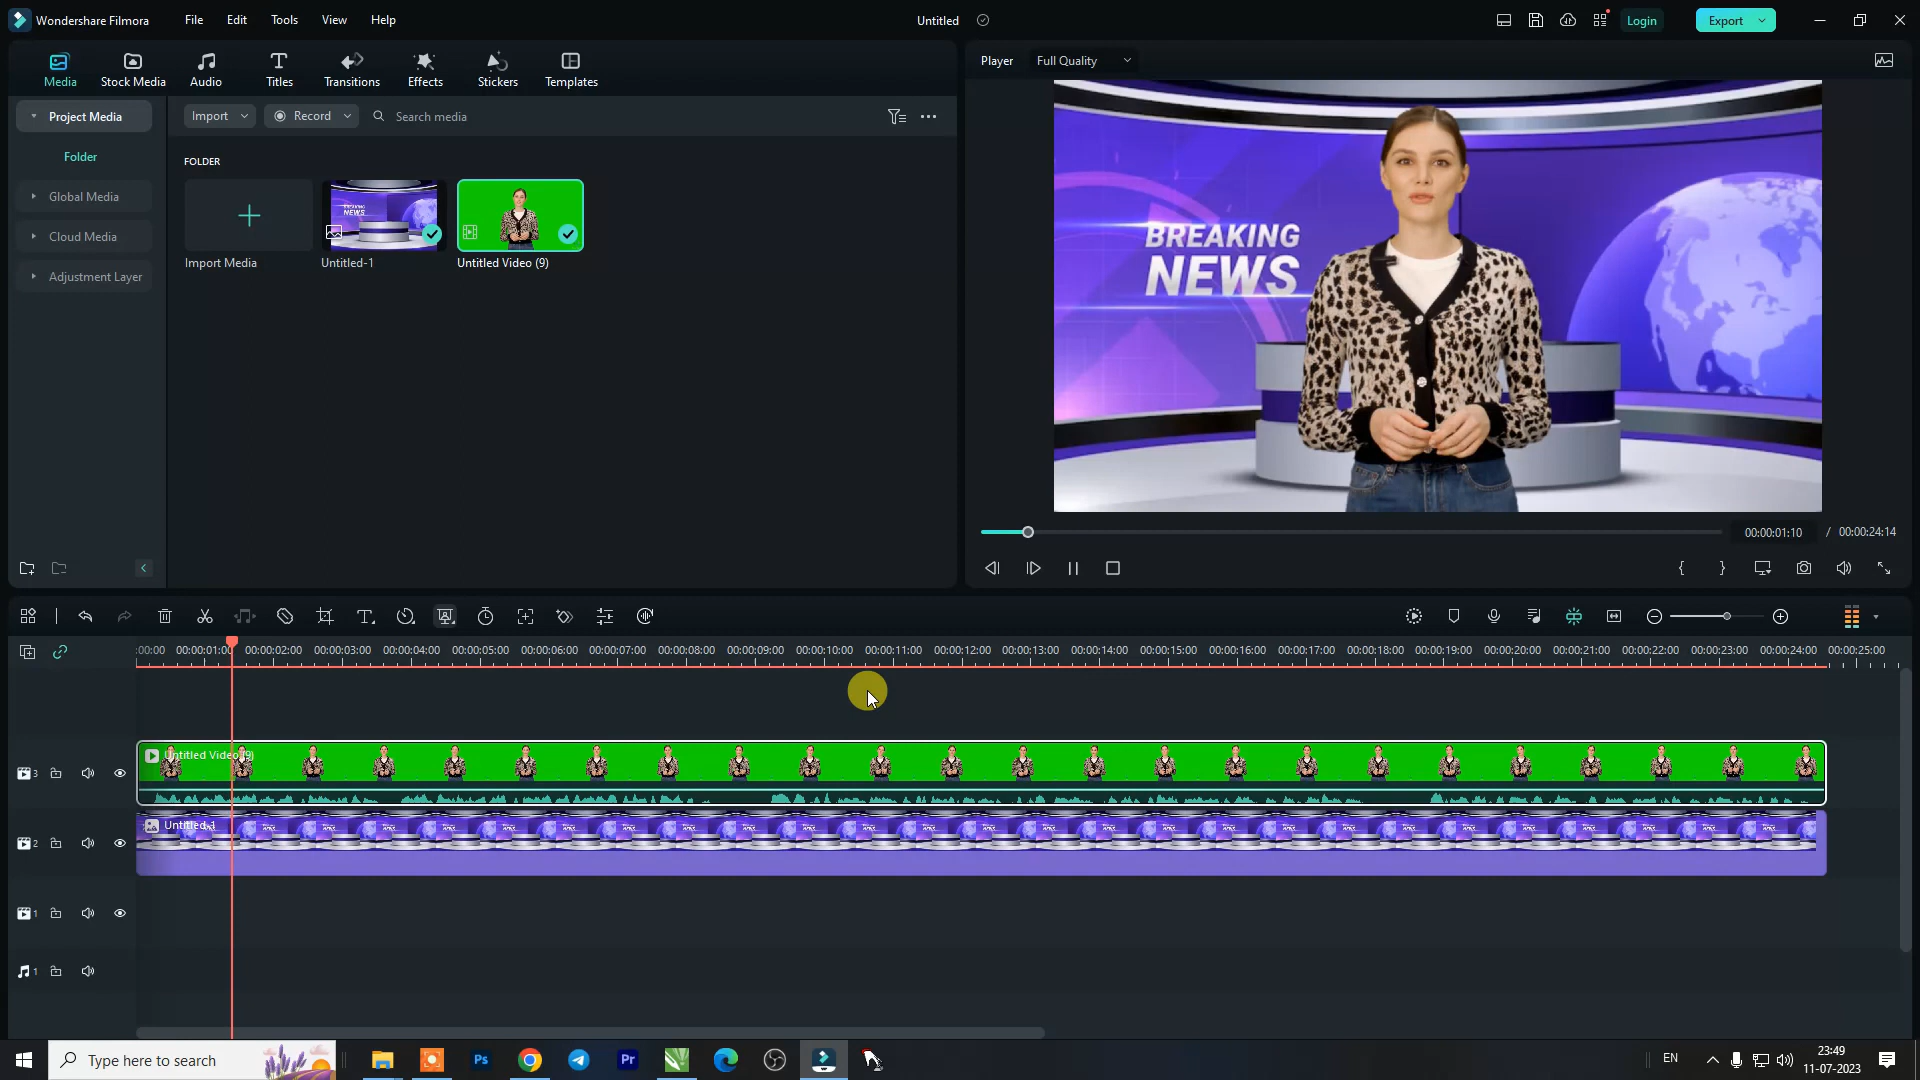 Wondershare Filmora
File
Edit
Tools
View
Help
Untitled
Login
Export
Media
Stock Media
Audio
Titles
Transitions
Effects
Stickers
Templates
Player
Full Quality
Project Media
Import
Record
Search media
Folder
FOLDER
Global Media
Cloud Media
Adjustment Layer
BREAKING
NEWS
Import Media
Untitled-1
Untitled Video (9)
BREAKING
NEWS
00:00:01:10
/
00:00:24:14
{
}
:00:00
00:00:01:00
00:00:02:00
00:00:03:00
00:00:04:00
00:00:05:00
00:00:06:00
00:00:07:00
00:00:08:00
00:00:09:00
00:00:10:00
00:00:11:00
00:00:12:00
00:00:13:00
00:00:14:00
00:00:15:00
00:00:16:00
00:00:17:00
00:00:18:00
00:00:19:00
00:00:20:00
00:00:21:00
00:00:22:00
00:00:23:00
00:00:24:00
00:00:25:00
3
Untitled Video (9)
2
Untitled-1
1
1
Type here to search
Ps
Pr
EN
23:49
11-07-2023